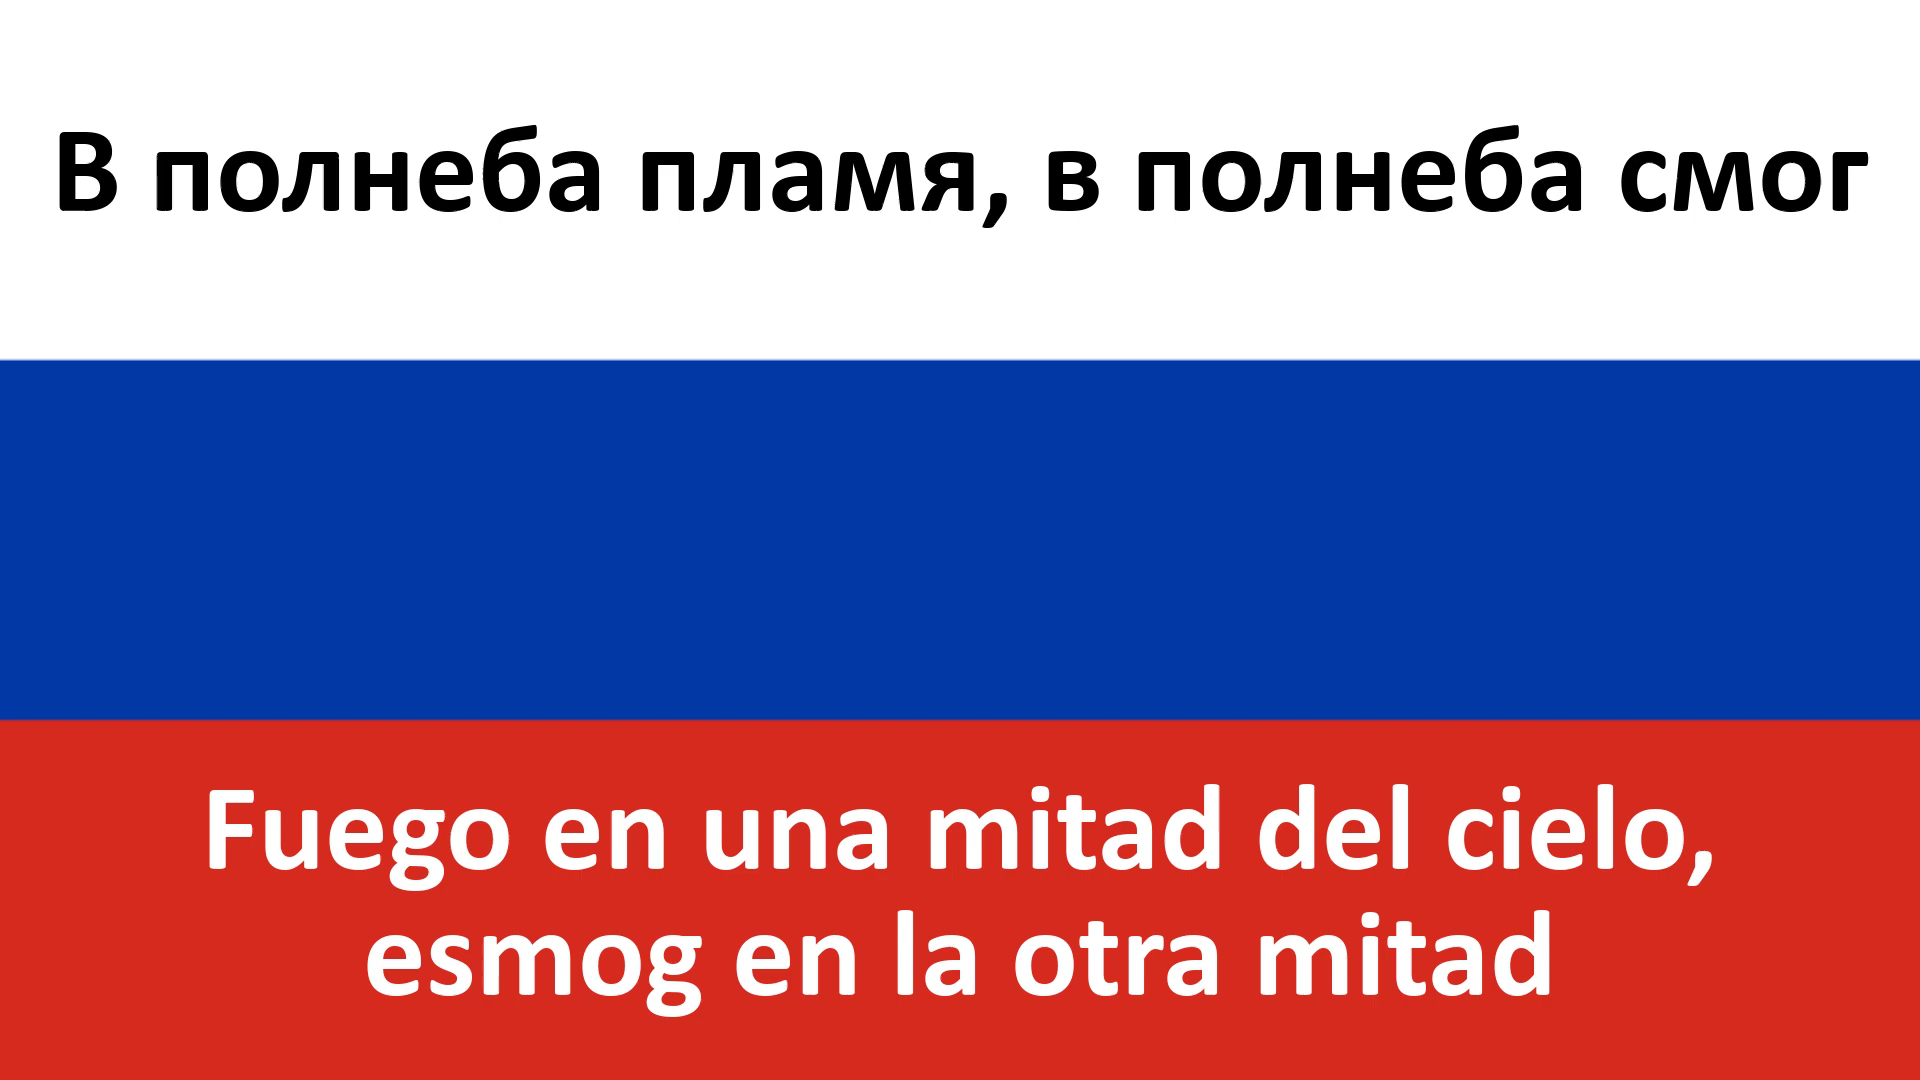 В полнеба пламя, в полнеба смог
Fuego en una mitad del cielo,
esmog en la otra mitad